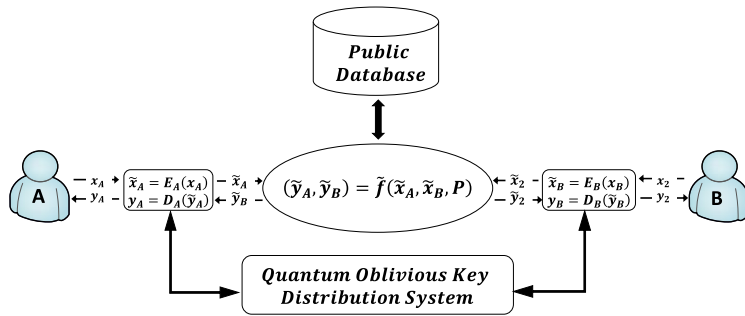 Public
Database
A
x_A
y_A
x̃_A = E_A(x_A)
y_A = D_A(ỹ_A)
x̃_A
ỹ_B
(ỹ_A, ỹ_B) = f̃(x̃_A, x̃_B, P)
x̃_2
ỹ_2
x̃_B = E_B(x_B)
y_B = D_B(ỹ_B)
x_2
y_2
B
Quantum Oblivious Key
Distribution System